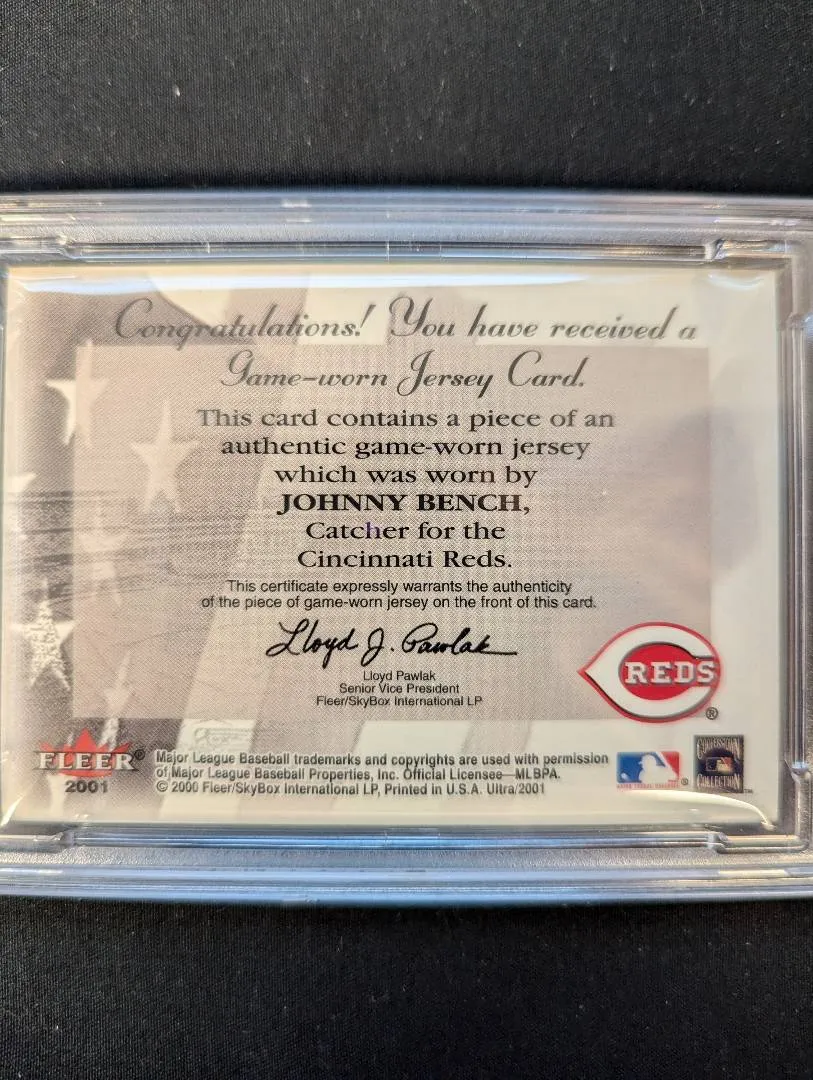 Congratulations! You have received a
Game-worn Jersey Card.
This card contains a piece of an
authentic game-worn jersey
which was worn by
JOHNNY BENCH,
Catcher for the
Cincinnati Reds.
This certificate expressly warrants the authenticity
of the piece of game-worn jersey on the front of this card.
Lloyd J. Pawlak
Lloyd Pawlak
Senior Vice President
Fleer/SkyBox International LP
REDS
®
FLEER®
2001
Major League Baseball trademarks and copyrights are used with permission
of Major League Baseball Properties, Inc. Official Licensee—MLBPA.
© 2000 Fleer/SkyBox International LP, Printed in U.S.A. Ultra/2001
®
COOPERSTOWN
COLLECTION™